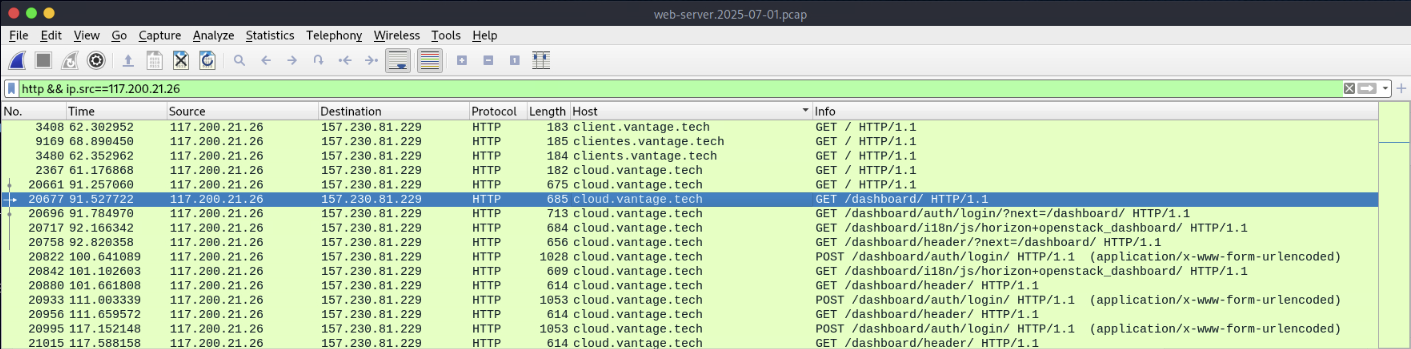 web-server.2025-07-01.pcap
File Edit View Go Capture Analyze Statistics Telephony Wireless Tools Help
http && ip.src==117.200.21.26
No. Time Source Destination Protocol Length Host Info
3408 62.302952 117.200.21.26 157.230.81.229 HTTP 183 client.vantage.tech GET / HTTP/1.1
9169 68.890450 117.200.21.26 157.230.81.229 HTTP 185 clientes.vantage.tech GET / HTTP/1.1
3480 62.352962 117.200.21.26 157.230.81.229 HTTP 184 clients.vantage.tech GET / HTTP/1.1
2367 61.176868 117.200.21.26 157.230.81.229 HTTP 182 cloud.vantage.tech GET / HTTP/1.1
20661 91.257060 117.200.21.26 157.230.81.229 HTTP 675 cloud.vantage.tech GET / HTTP/1.1
20677 91.527722 117.200.21.26 157.230.81.229 HTTP 685 cloud.vantage.tech GET /dashboard/ HTTP/1.1
20696 91.784970 117.200.21.26 157.230.81.229 HTTP 713 cloud.vantage.tech GET /dashboard/auth/login/?next=/dashboard/ HTTP/1.1
20717 92.166342 117.200.21.26 157.230.81.229 HTTP 684 cloud.vantage.tech GET /dashboard/i18n/js/horizon+openstack_dashboard/ HTTP/1.1
20758 92.820358 117.200.21.26 157.230.81.229 HTTP 656 cloud.vantage.tech GET /dashboard/header/?next=/dashboard/ HTTP/1.1
20822 100.641089 117.200.21.26 157.230.81.229 HTTP 1028 cloud.vantage.tech POST /dashboard/auth/login/ HTTP/1.1 (application/x-www-form-urlencoded)
20842 101.102603 117.200.21.26 157.230.81.229 HTTP 609 cloud.vantage.tech GET /dashboard/i18n/js/horizon+openstack_dashboard/ HTTP/1.1
20880 101.661808 117.200.21.26 157.230.81.229 HTTP 614 cloud.vantage.tech GET /dashboard/header/ HTTP/1.1
20933 111.003339 117.200.21.26 157.230.81.229 HTTP 1053 cloud.vantage.tech POST /dashboard/auth/login/ HTTP/1.1 (application/x-www-form-urlencoded)
20956 111.659572 117.200.21.26 157.230.81.229 HTTP 614 cloud.vantage.tech GET /dashboard/header/ HTTP/1.1
20995 117.152148 117.200.21.26 157.230.81.229 HTTP 1053 cloud.vantage.tech POST /dashboard/auth/login/ HTTP/1.1 (application/x-www-form-urlencoded)
21015 117.588158 117.200.21.26 157.230.81.229 HTTP 614 cloud.vantage.tech GET /dashboard/header/ HTTP/1.1